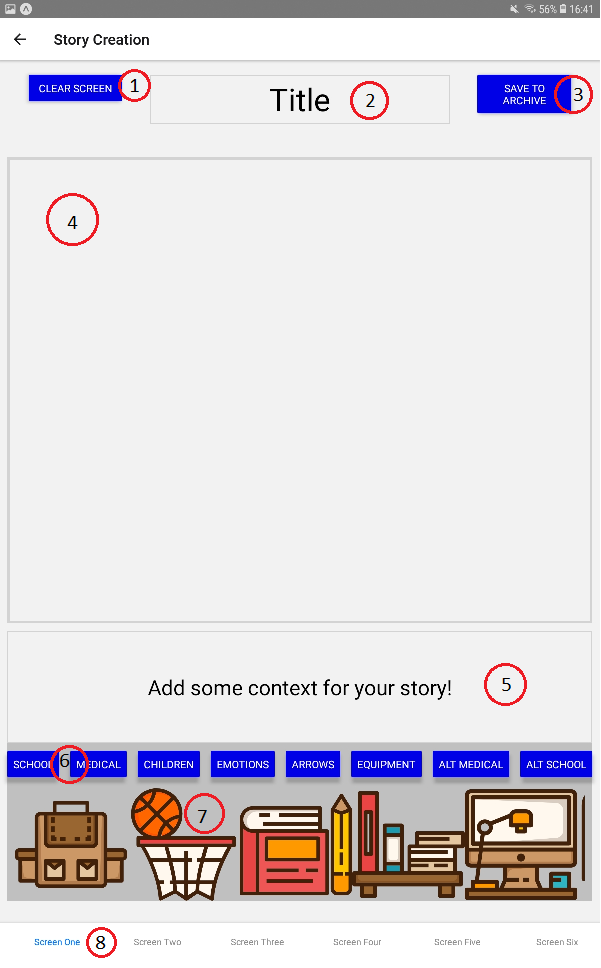 56% 16:41
Story Creation
CLEAR SCREEN 1
Title 2
SAVE TO
ARCHIVE 3
4
Add some context for your story! 5
SCHOOL 6 MEDICAL CHILDREN EMOTIONS ARROWS EQUIPMENT ALT MEDICAL ALT SCHOOL
7
Screen One 8 Screen Two Screen Three Screen Four Screen Five Screen Six